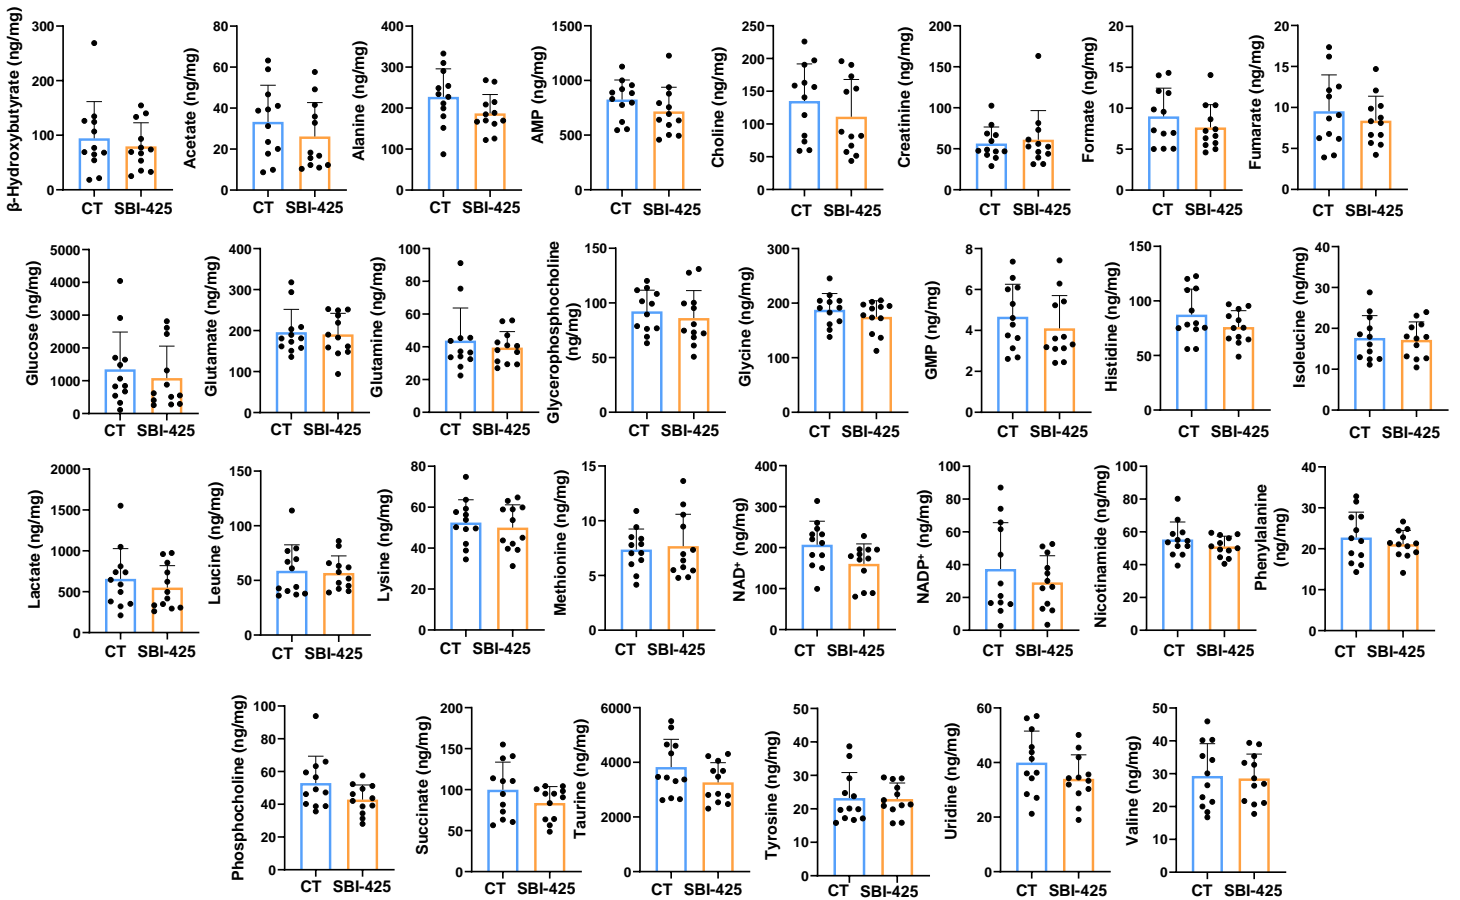 β-Hydroxybutyrate (ng/mg)
300
200
100
0
CT SBI-425
Acetate (ng/mg)
80
60
40
20
0
CT SBI-425
Alanine (ng/mg)
400
300
200
100
0
CT SBI-425
AMP (ng/mg)
1500
1000
500
0
CT SBI-425
Choline (ng/mg)
250
200
150
100
50
0
CT SBI-425
Creatinine (ng/mg)
200
150
100
50
0
CT SBI-425
Formate (ng/mg)
20
15
10
5
0
CT SBI-425
Fumarate (ng/mg)
20
15
10
5
0
CT SBI-425
Glucose (ng/mg)
5000
4000
3000
2000
1000
0
CT SBI-425
Glutamate (ng/mg)
400
300
200
100
0
CT SBI-425
Glutamine (ng/mg)
100
80
60
40
20
0
CT SBI-425
Glycerophosphocholine
(ng/mg)
150
100
50
0
CT SBI-425
Glycine (ng/mg)
300
200
100
0
CT SBI-425
GMP (ng/mg)
8
6
4
2
0
CT SBI-425
Histidine (ng/mg)
150
100
50
0
CT SBI-425
Isoleucine (ng/mg)
40
30
20
10
0
CT SBI-425
Lactate (ng/mg)
2000
1500
1000
500
0
CT SBI-425
Leucine (ng/mg)
150
100
50
0
CT SBI-425
Lysine (ng/mg)
80
60
40
20
0
CT SBI-425
Methionine (ng/mg)
15
10
5
0
CT SBI-425
NAD⁺ (ng/mg)
400
300
200
100
0
CT SBI-425
NADP⁺ (ng/mg)
100
80
60
40
20
0
CT SBI-425
Nicotinamide (ng/mg)
100
80
60
40
20
0
CT SBI-425
Phenylalanine
(ng/mg)
40
30
20
10
0
CT SBI-425
Phosphocholine (ng/mg)
100
80
60
40
20
0
CT SBI-425
Succinate (ng/mg)
200
150
100
50
0
CT SBI-425
Taurine (ng/mg)
6000
4000
2000
0
CT SBI-425
Tyrosine (ng/mg)
50
40
30
20
10
0
CT SBI-425
Uridine (ng/mg)
60
40
20
0
CT SBI-425
Valine (ng/mg)
50
40
30
20
10
0
CT SBI-425